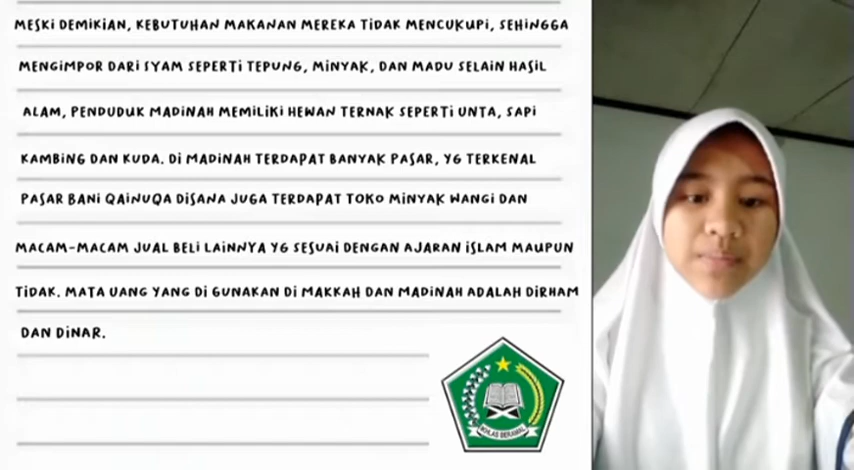 MESKI DEMIKIAN, KEBUTUHAN MAKANAN MEREKA TIDAK MENCUKUPI, SEHINGGA
MENGIMPOR DARI SYAM SEPERTI TEPUNG, MINYAK, DAN MADU SELAIN HASIL
ALAM, PENDUDUK MADINAH MEMILIKI HEWAN TERNAK SEPERTI UNTA, SAPI
KAMBING DAN KUDA. DI MADINAH TERDAPAT BANYAK PASAR, YG TERKENAL
PASAR BANI QAINUQA DISANA JUGA TERDAPAT TOKO MINYAK WANGI DAN
MACAM-MACAM JUAL BELI LAINNYA YG SESUAI DENGAN AJARAN ISLAM MAUPUN
TIDAK. MATA UANG YANG DI GUNAKAN DI MAKKAH DAN MADINAH ADALAH DIRHAM
DAN DINAR.
IKHLAS BERAMAL